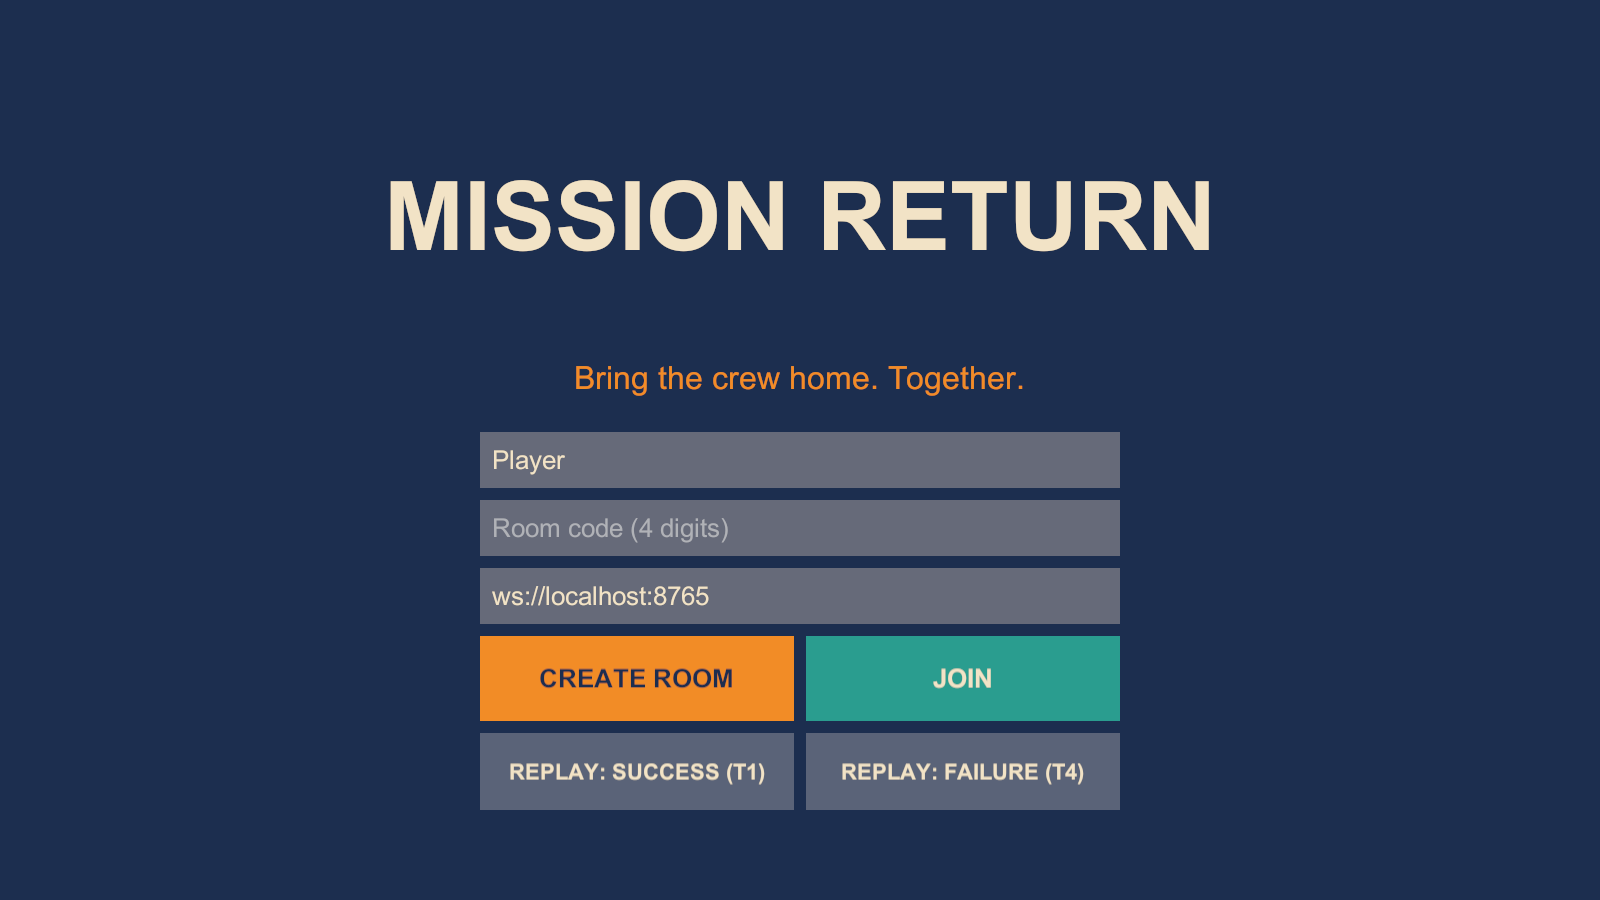 MISSION RETURN
Bring the crew home. Together.
Player
Room code (4 digits)
ws://localhost:8765
CREATE ROOM
JOIN
REPLAY: SUCCESS (T1)
REPLAY: FAILURE (T4)